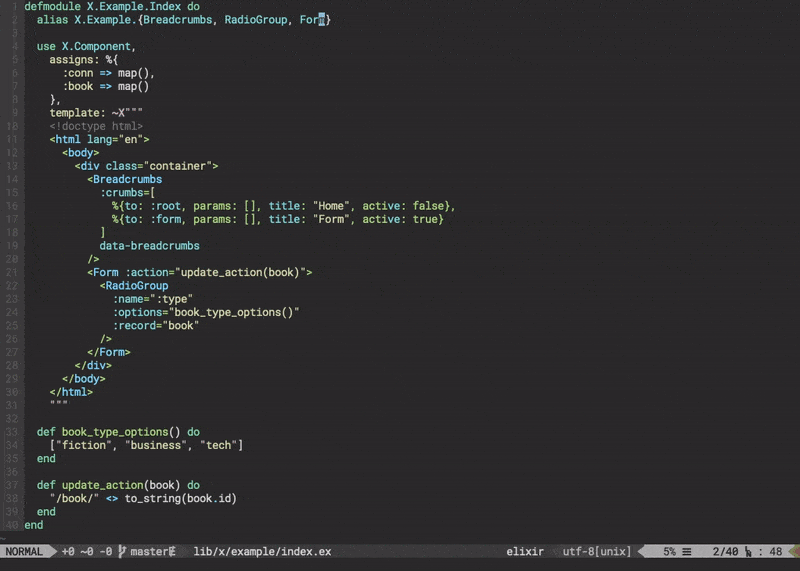 1 defmodule X.Example.Index do
2   alias X.Example.{Breadcrumbs, RadioGroup, Form}
3
4   use X.Component,
5     assigns: %{
6       :conn => map(),
7       :book => map()
8     },
9     template: ~X"""
10     <!doctype html>
11     <html lang="en">
12       <body>
13         <div class="container">
14           <Breadcrumbs
15             :crumbs=[
16               %{to: :root, params: [], title: "Home", active: false},
17               %{to: :form, params: [], title: "Form", active: true}
18             ]
19             data-breadcrumbs
20           />
21           <Form :action="update_action(book)">
22             <RadioGroup
23               :name=":type"
24               :options="book_type_options()"
25               :record="book"
26             />
27           </Form>
28         </div>
29       </body>
30     </html>
31     """
32
33   def book_type_options() do
34     ["fiction", "business", "tech"]
35   end
36
37   def update_action(book) do
38     "/book/" <> to_string(book.id)
39   end
40 end
NORMAL +0 ~0 -0 master lib/x/example/index.ex elixir utf-8[unix] 5% ☰ 2/40 : 48